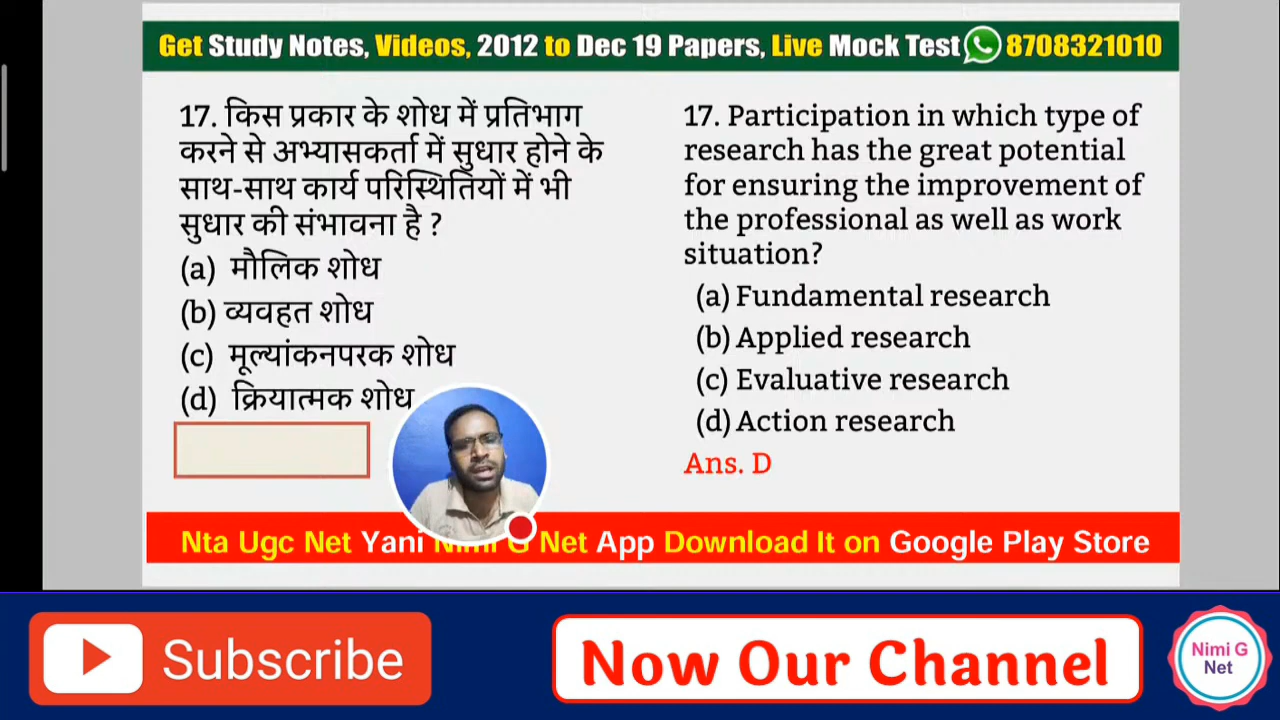 Get Study Notes, Videos, 2012 to Dec 19 Papers, Live Mock Test 8708321010
17. किस प्रकार के शोध में प्रतिभाग
करने से अभ्यासकर्ता में सुधार होने के
साथ-साथ कार्य परिस्थितियों में भी
सुधार की संभावना है ?
(a) मौलिक शोध
(b) व्यवहत शोध
(c) मूल्यांकनपरक शोध
(d) क्रियात्मक शोध
17. Participation in which type of
research has the great potential
for ensuring the improvement of
the professional as well as work
situation?
(a) Fundamental research
(b) Applied research
(c) Evaluative research
(d) Action research
Ans. D
Nta Ugc Net Yani Nimi G Net App Download It on Google Play Store
Subscribe
Now Our Channel
Nimi G
Net